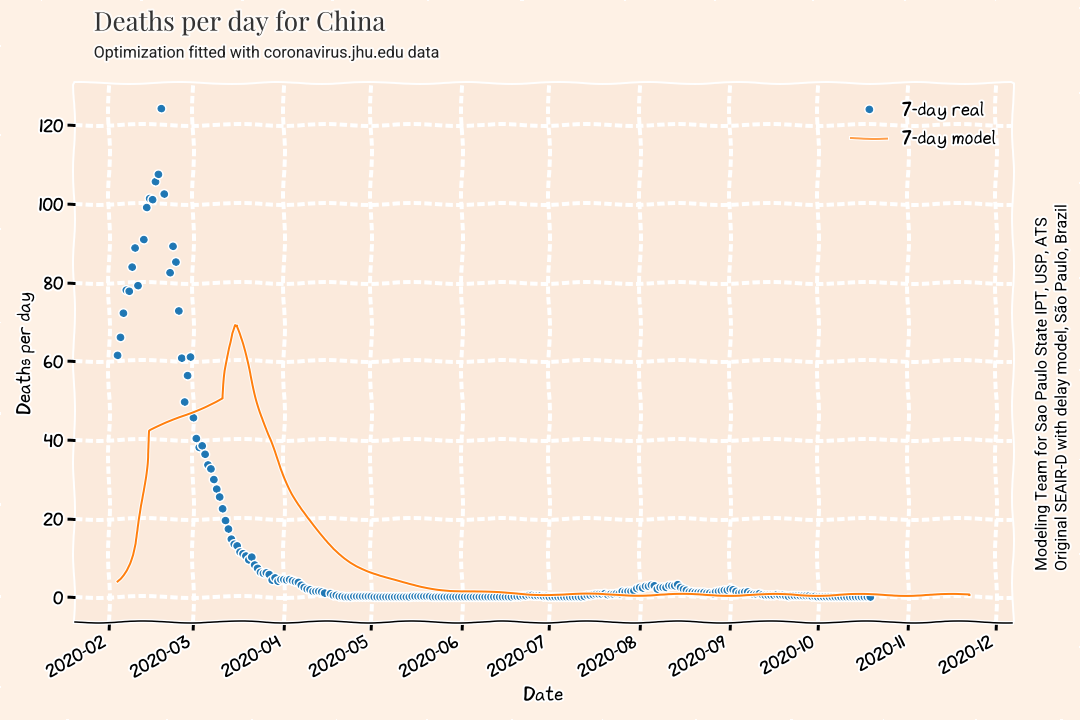 Deaths per day for China
Optimization fitted with coronavirus.jhu.edu data
7-day real
7-day model
120
100
80
60
40
20
0
Deaths per day
2020-02
2020-03
2020-04
2020-05
2020-06
2020-07
2020-08
2020-09
2020-10
2020-11
2020-12
Date
Modeling Team for Sao Paulo State IPT, USP, ATS
Original SEAIR-D with delay model, São Paulo, Brazil